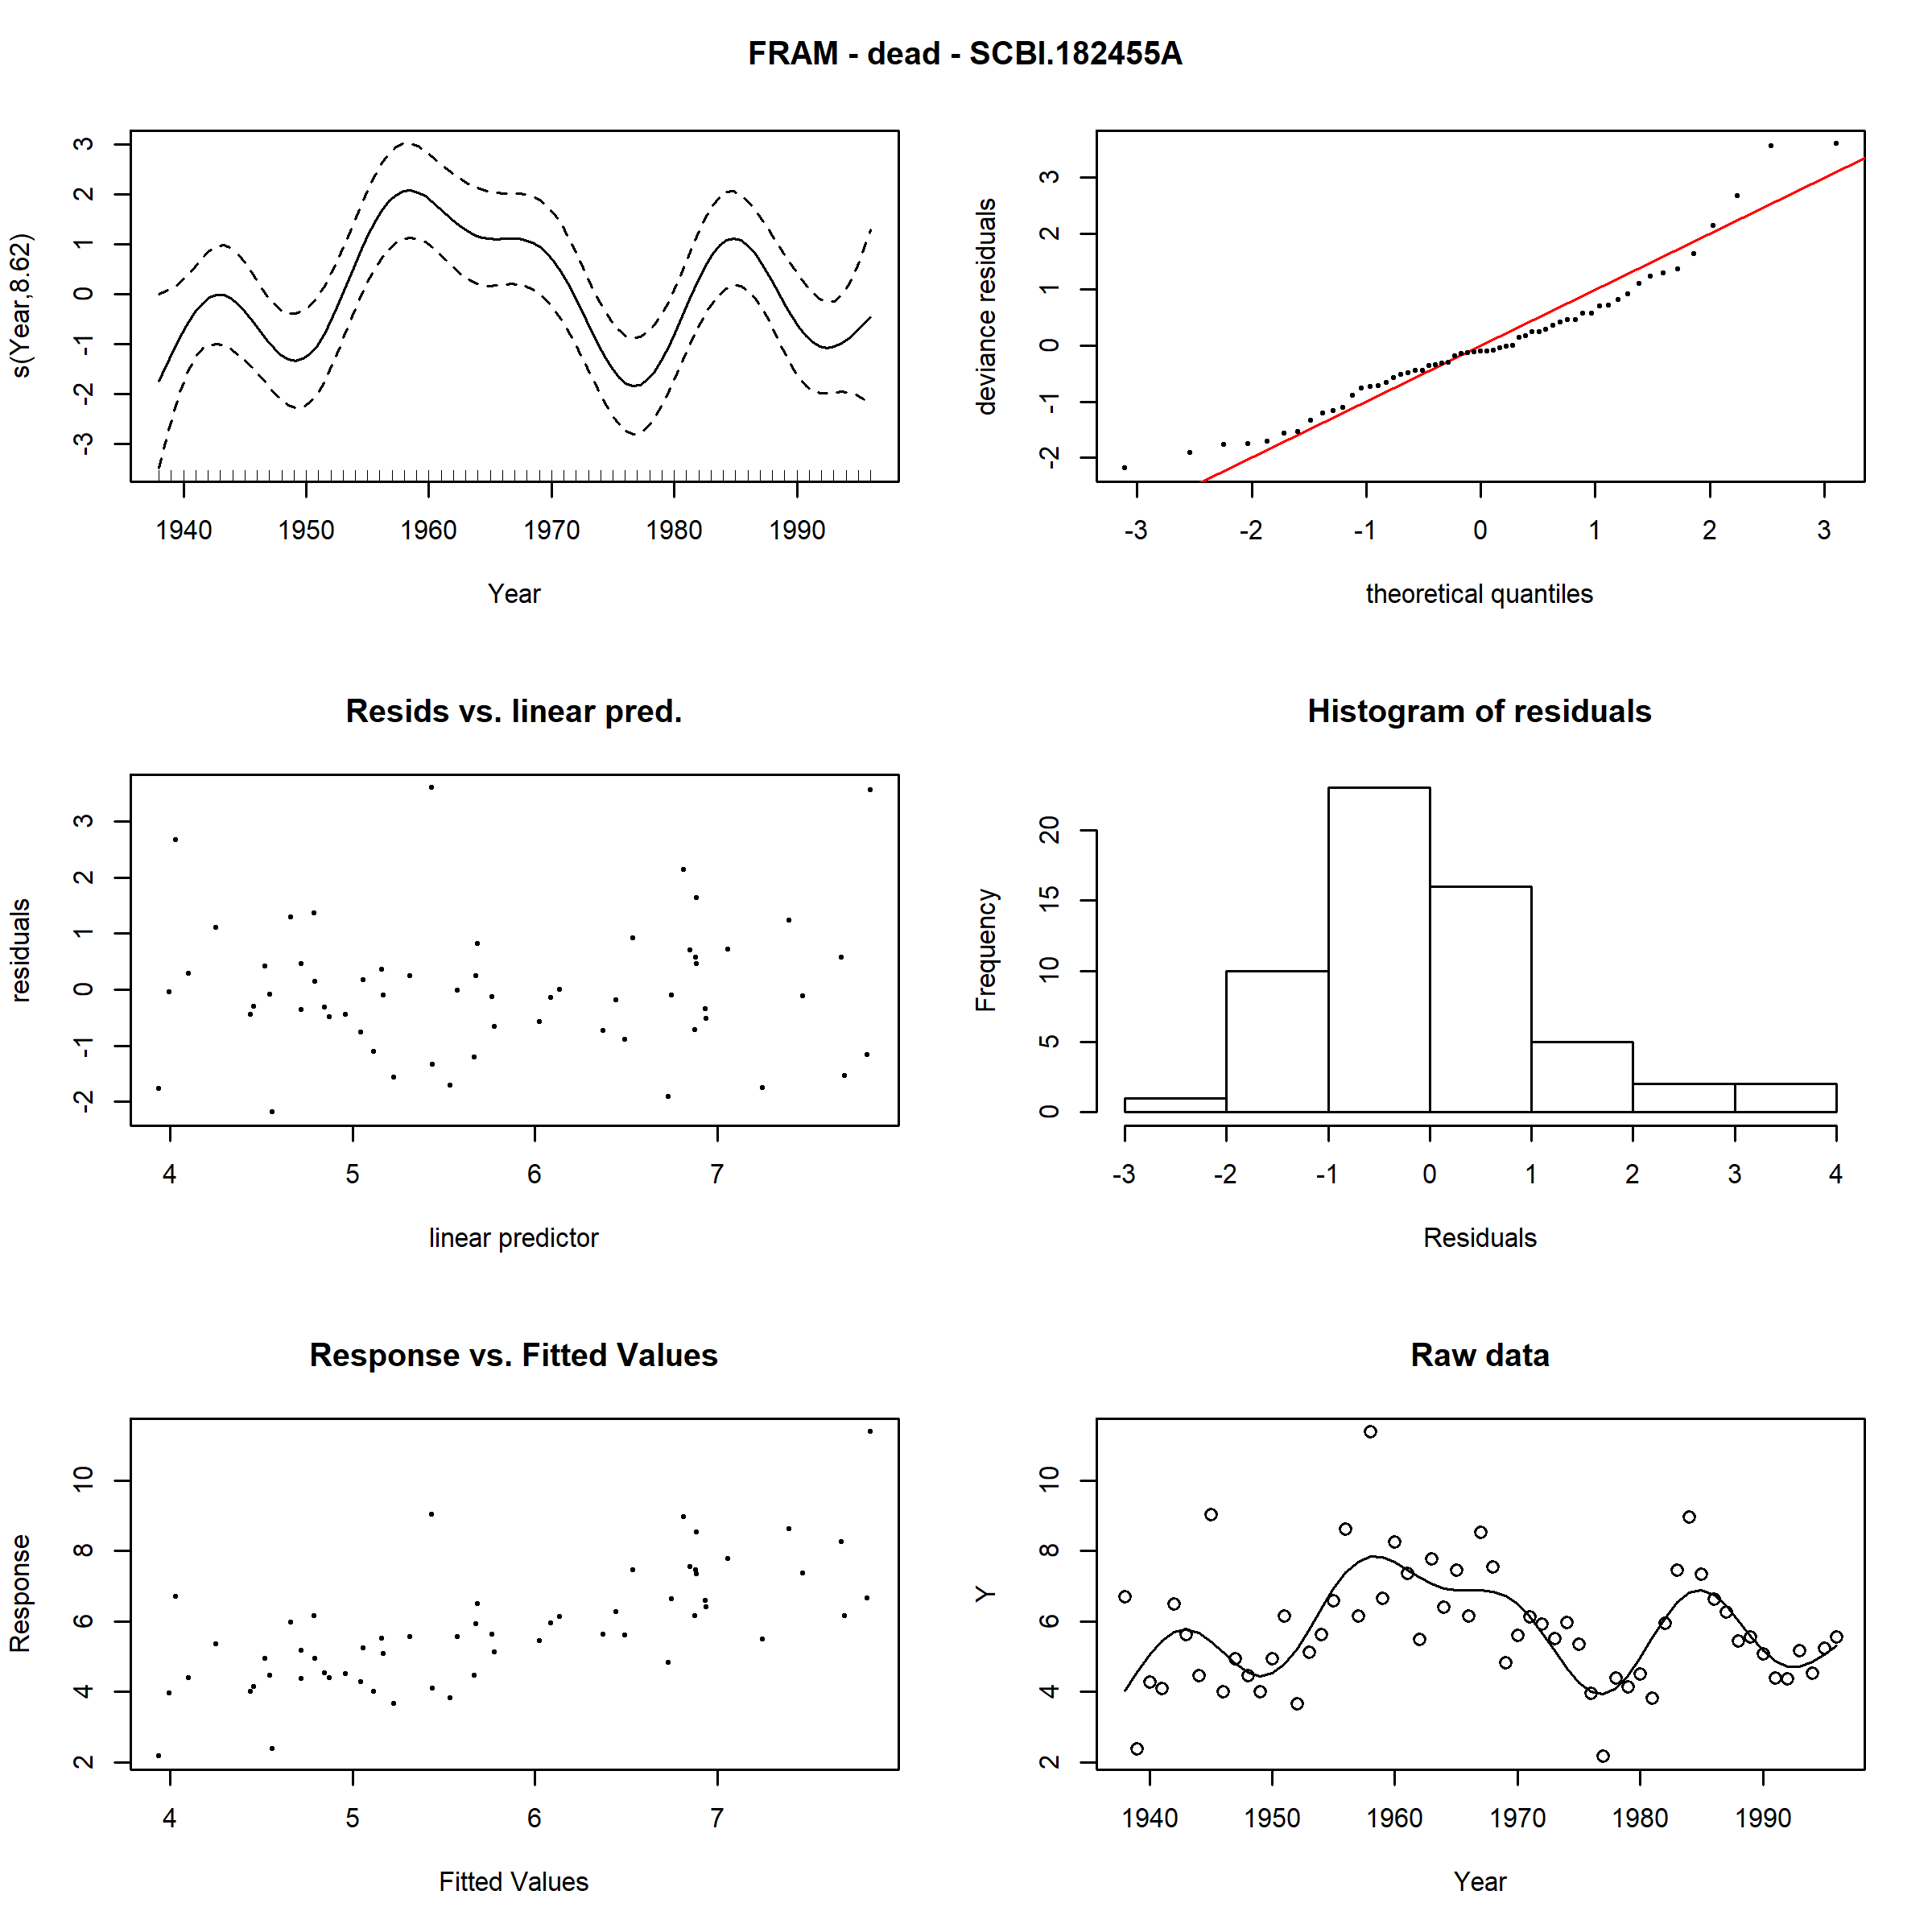 FRAM - dead - SCBI.182455A
s(Year,8.62)
3
2
1
0
-1
-2
-3
1940 1950 1960 1970 1980 1990
Year
deviance residuals
3
2
1
0
-1
-2
-3 -2 -1 0 1 2 3
theoretical quantiles
Resids vs. linear pred.
residuals
3
2
1
0
-1
-2
4 5 6 7
linear predictor
Histogram of residuals
Frequency
20
15
10
5
0
-3 -2 -1 0 1 2 3 4
Residuals
Response vs. Fitted Values
Response
10
8
6
4
2
4 5 6 7
Fitted Values
Raw data
Y
10
8
6
4
2
1940 1950 1960 1970 1980 1990
Year